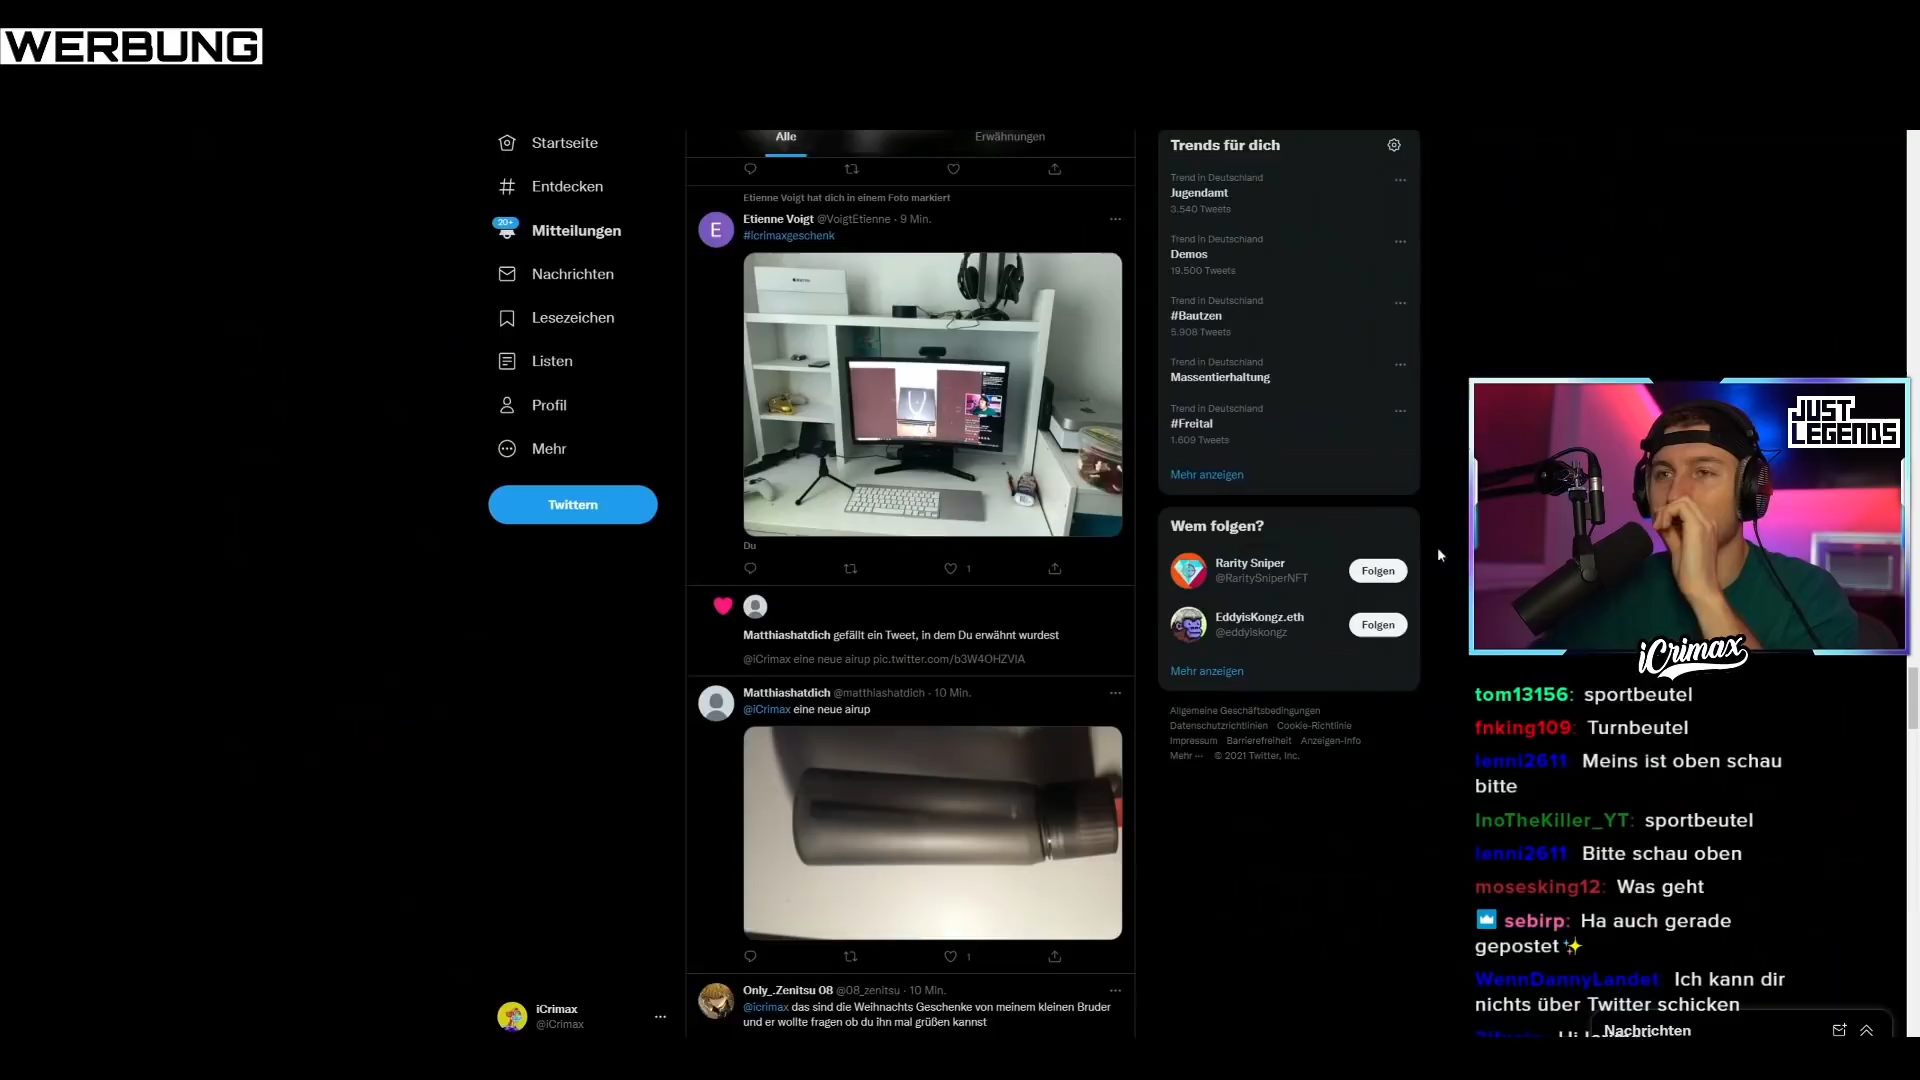 WERBUNG
Startseite
Entdecken
20+
Mitteilungen
Nachrichten
Lesezeichen
Listen
Profil
Mehr
Twittern
iCrimax
@iCrimax
Alle
Erwähnungen
Etienne Voigt hat dich in einem Foto markiert
E
Etienne Voigt @VoigtEtienne · 9 Min.
#icrimaxgeschenk
Du
1
Matthiashatdich gefällt ein Tweet, in dem Du erwähnt wurdest
@iCrimax eine neue airup pic.twitter.com/b3W4OHZVIA
Matthiashatdich @matthiashatdich · 10 Min.
@iCrimax eine neue airup
1
Only_.Zenitsu 08 @08_zenitsu · 10 Min.
@icrimax das sind die Weihnachts Geschenke von meinem kleinen Bruder
und er wollte fragen ob du ihn mal grüßen kannst
Trends für dich
Trend in Deutschland
Jugendamt
3.540 Tweets
Trend in Deutschland
Demos
19.500 Tweets
Trend in Deutschland
#Bautzen
5.908 Tweets
Trend in Deutschland
Massentierhaltung
Trend in Deutschland
#Freital
1.609 Tweets
Mehr anzeigen
Wem folgen?
Rarity Sniper
@RaritySniperNFT
Folgen
EddyisKongz.eth
@eddyiskongz
Folgen
Mehr anzeigen
Allgemeine Geschäftsbedingungen
Datenschutzrichtlinien Cookie-Richtlinie
Impressum Barrierefreiheit Anzeigen-Info
Mehr ··· © 2021 Twitter, Inc.
JUST
LEGENDS
iCrimax
tom13156: sportbeutel
fnking109: Turnbeutel
lenni2611: Meins ist oben schau
bitte
InoTheKiller_YT: sportbeutel
lenni2611: Bitte schau oben
mosesking12: Was geht
sebirp: Ha auch gerade
gepostet✨
WennDannyLandet: Ich kann dir
nichts über Twitter schicken
Nachrichten